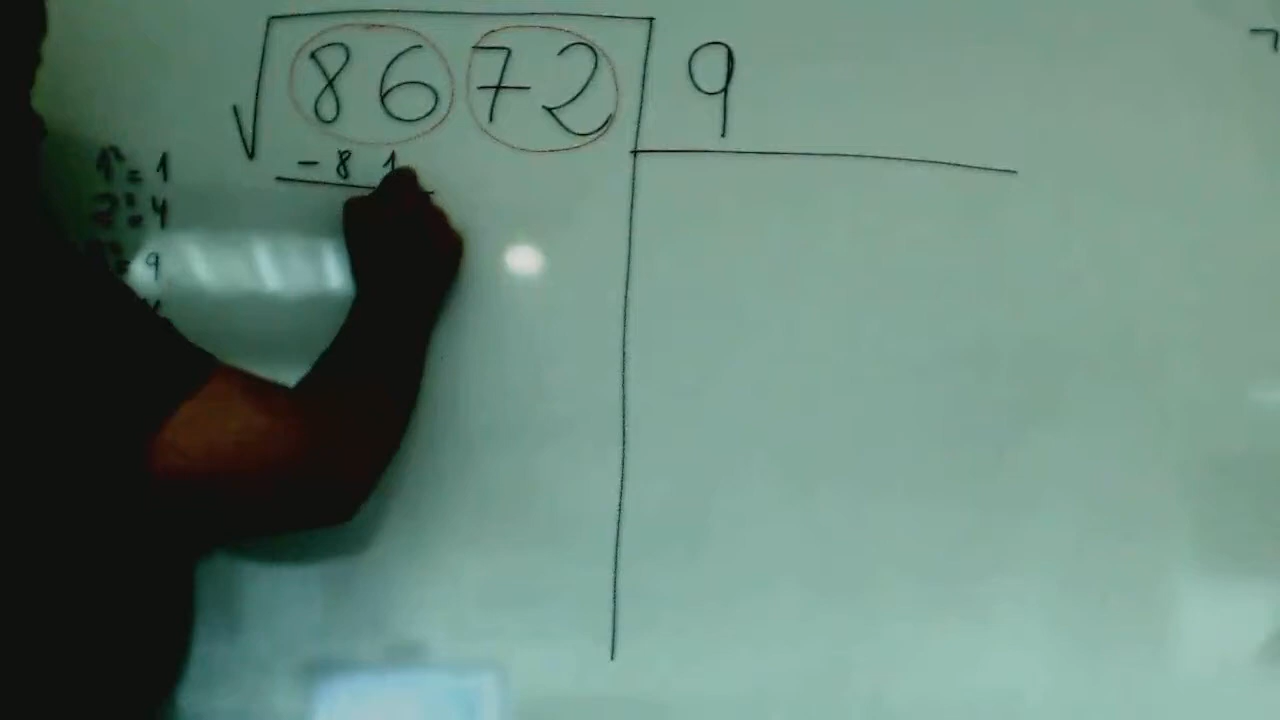 √8672 9
-81
1² = 1
2² = 4
= 9